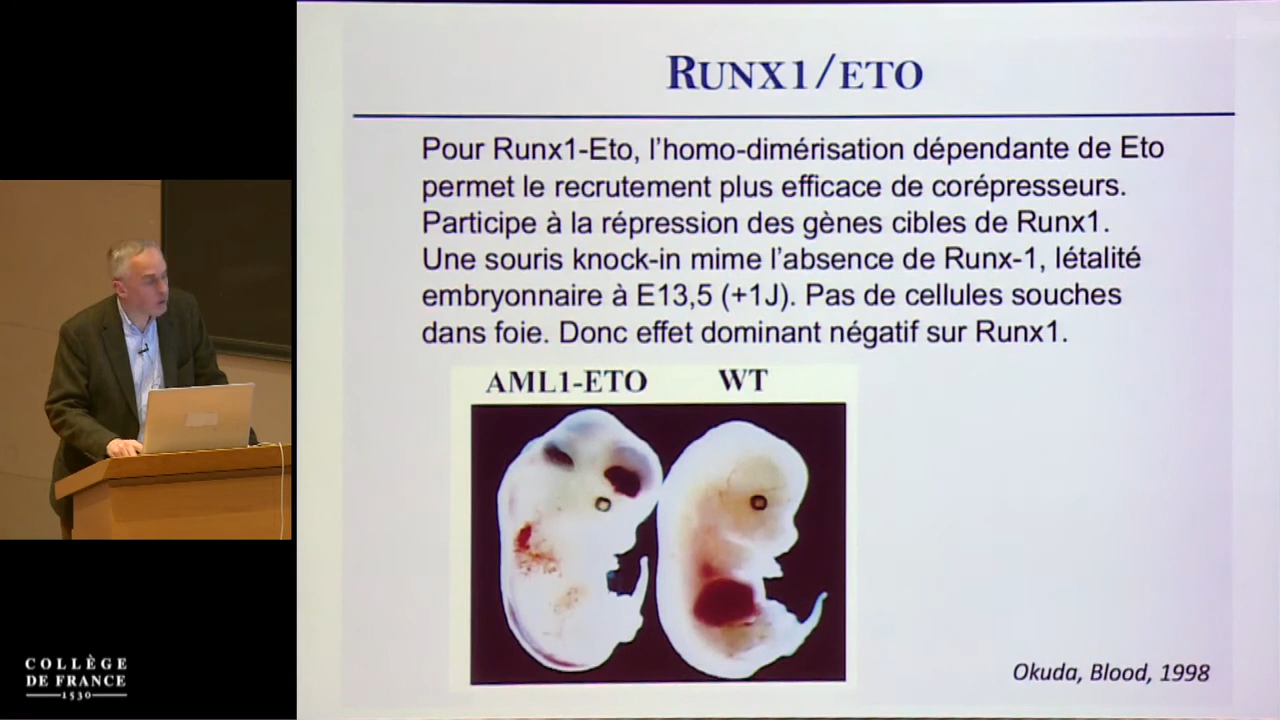 RUNX1/ETO
Pour Runx1-Eto, l'homo-dimérisation dépendante de Eto
permet le recrutement plus efficace de corépresseurs.
Participe à la répression des gènes cibles de Runx1.
Une souris knock-in mime l'absence de Runx-1, létalité
embryonnaire à E13,5 (+1J). Pas de cellules souches
dans foie. Donc effet dominant négatif sur Runx1.
AML1-ETO WT
Okuda, Blood, 1998
COLLÈGE
DE FRANCE
1530